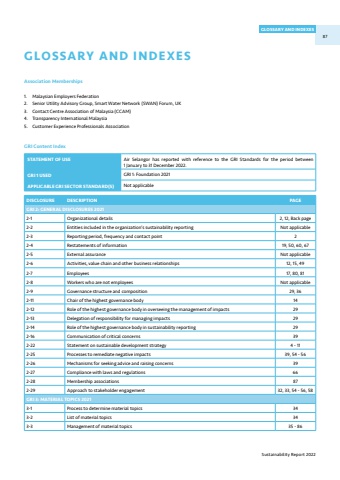 GLOSSARY AND INDEXES
87
GLOSSARY AND INDEXES
Association Memberships
1. Malaysian Employers Federation
2. Senior Utility Advisory Group, Smart Water Network (SWAN) Forum, UK
3. Contact Centre Association of Malaysia (CCAM)
4. Transparency International Malaysia
5. Customer Experience Professionals Association
GRI Content Index
STATEMENT OF USE Air Selangor has reported with reference to the GRI Standards for the period between
1 January to 31 December 2022.
GRI 1 USED GRI 1: Foundation 2021
APPLICABLE GRI SECTOR STANDARD(S) Not applicable
DISCLOSURE DESCRIPTION PAGE
GRI 2: GENERAL DISCLOSURES 2021
2-1 Organizational details 2, 12, Back page
2-2 Entities included in the organization's sustainability reporting Not applicable
2-3 Reporting period, frequency and contact point 2
2-4 Restatements of information 19, 50, 60, 67
2-5 External assurance Not applicable
2-6 Activities, value chain and other business relationships 12, 15, 49
2-7 Employees 17, 80, 81
2-8 Workers who are not employees Not applicable
2-9 Governance structure and composition 29, 36
2-11 Chair of the highest governance body 14
2-12 Role of the highest governance body in overseeing the management of impacts 29
2-13 Delegation of responsibility for managing impacts 29
2-14 Role of the highest governance body in sustainability reporting 29
2-16 Communication of critical concerns 39
2-22 Statement on sustainable development strategy 4 - 11
2-25 Processes to remediate negative impacts 39, 54 - 56
2-26 Mechanisms for seeking advice and raising concerns 39
2-27 Compliance with laws and regulations 66
2-28 Membership associations 87
2-29 Approach to stakeholder engagement 32, 33, 54 - 56, 58
GRI 3: MATERIAL TOPICS 2021
3-1 Process to determine material topics 34
3-2 List of material topics 34
3-3 Management of material topics 35 - 86
Sustainability Report 2022